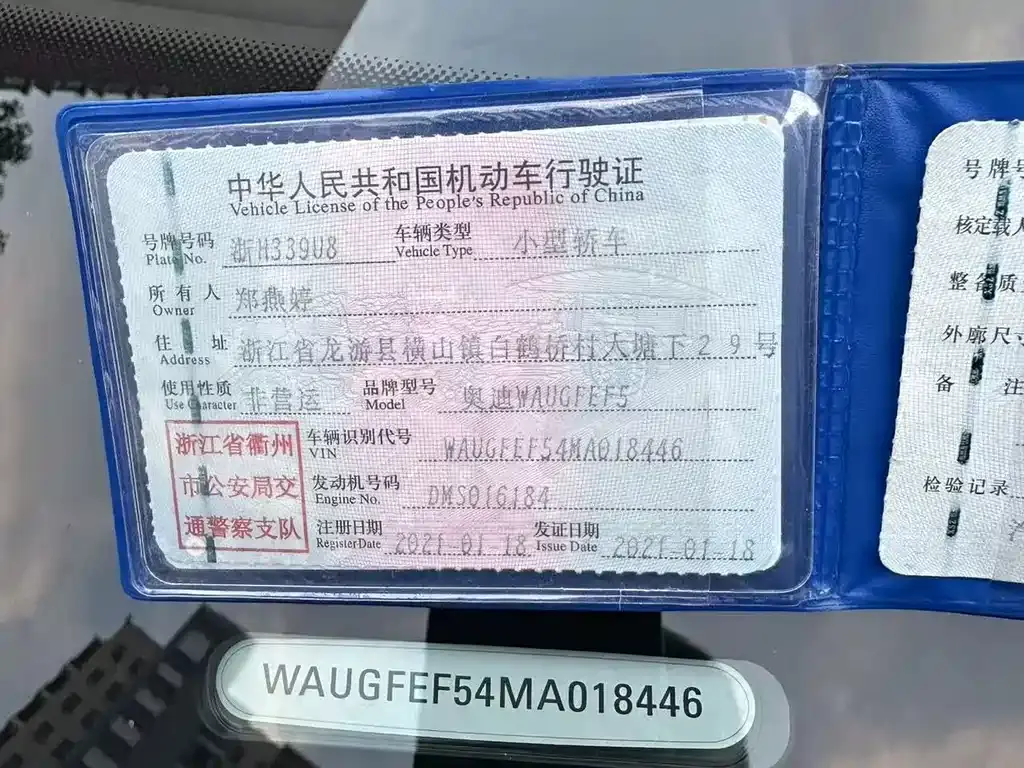 中华人民共和国机动车行驶证
Vehicle License of the People's Republic of China
号牌号码 浙H339U8 车辆类型 小型轿车
Plate No. Vehicle Type
所有人 郑燕婷
Owner
住址 浙江省龙游县横山镇白鹤桥村大塘下29号
Address
使用性质 非营运 品牌型号 奥迪WAUGFEF5
Use Character Model
浙江省衢州
市公安局交
通警察支队
车辆识别代号 WAUGFEF54MA018446
VIN
发动机号码 DMS016184
Engine No.
注册日期 2021-01-18 发证日期 2021-01-18
Register Date Issue Date
号牌号
核定载人
整备质
外廓尺寸
备 注
检验记录
WAUGFEF54MA018446